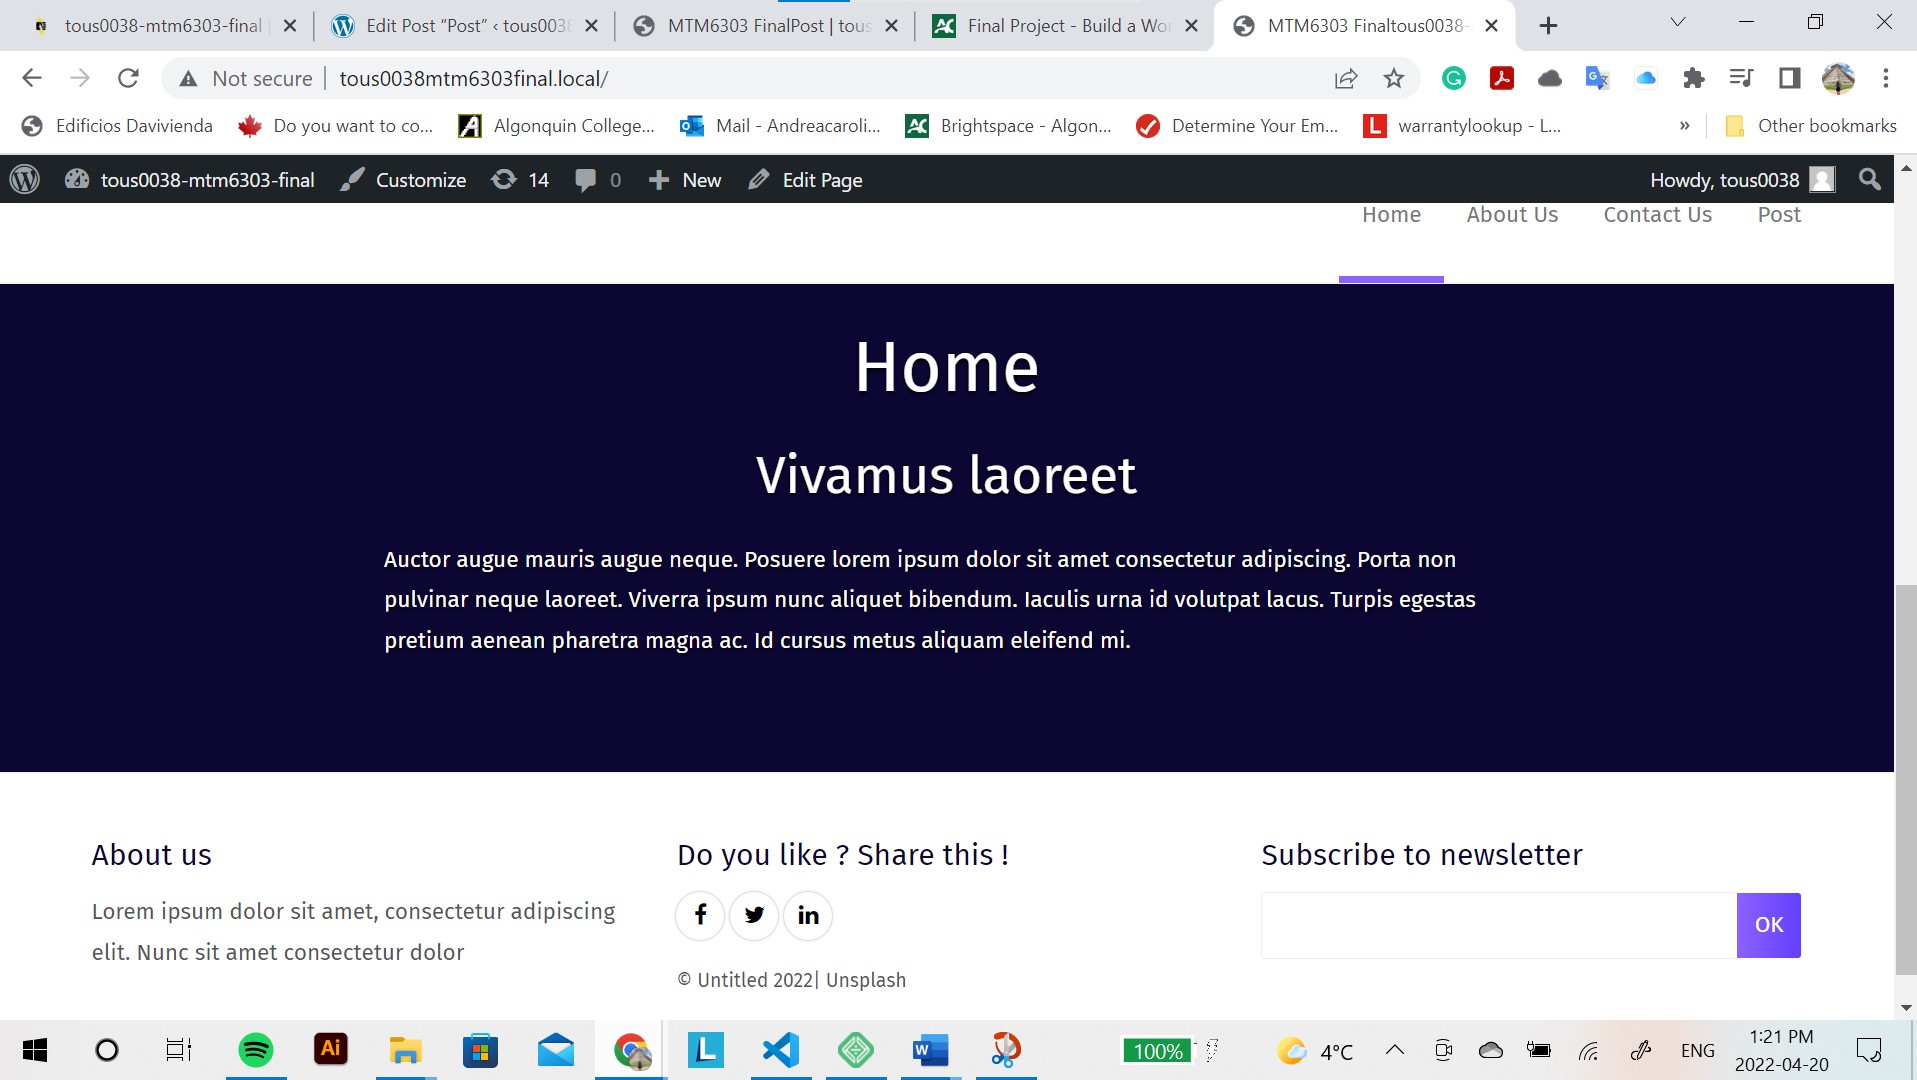 tous0038-mtm6303-final
Edit Post “Post” ‹ tous0038
MTM6303 FinalPost | tous
Final Project - Build a Wor
MTM6303 Finaltous0038-
Not secure
tous0038mtm6303final.local/
Edificios Davivienda
Do you want to co...
Algonquin College...
Mail - Andreacaroli...
Brightspace - Algon...
Determine Your Em...
warrantylookup - L...
»
Other bookmarks
tous0038-mtm6303-final
Customize
14
0
New
Edit Page
Howdy, tous0038
Home
About Us
Contact Us
Post
Home
Vivamus laoreet
Auctor augue mauris augue neque. Posuere lorem ipsum dolor sit amet consectetur adipiscing. Porta non
pulvinar neque laoreet. Viverra ipsum nunc aliquet bibendum. Iaculis urna id volutpat lacus. Turpis egestas
pretium aenean pharetra magna ac. Id cursus metus aliquam eleifend mi.
About us
Lorem ipsum dolor sit amet, consectetur adipiscing
elit. Nunc sit amet consectetur dolor
Do you like ? Share this !
© Untitled 2022| Unsplash
Subscribe to newsletter
OK
100%
4°C
ENG
1:21 PM
2022-04-20